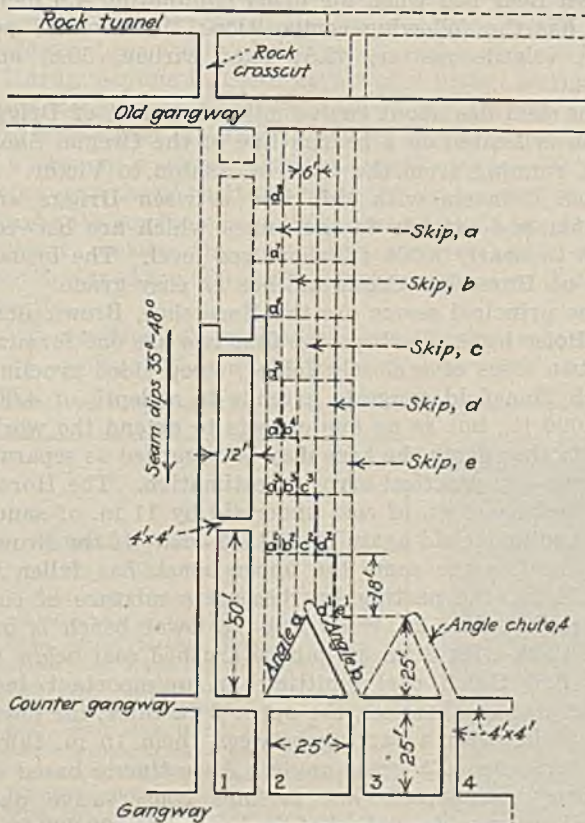 Rock tunnel
Rock
crosscut
Old gangway
6'
Skip, a
Skip, b
Skip, c
Skip, d
Skip, e
Seam dips 35°-48°
12'
4'x4'
50'
18'
Angle a
Angle b
25'
Angle chute, 4
Counter gangway
4'x4'
25'
25'
1 2 3 4
Gangway